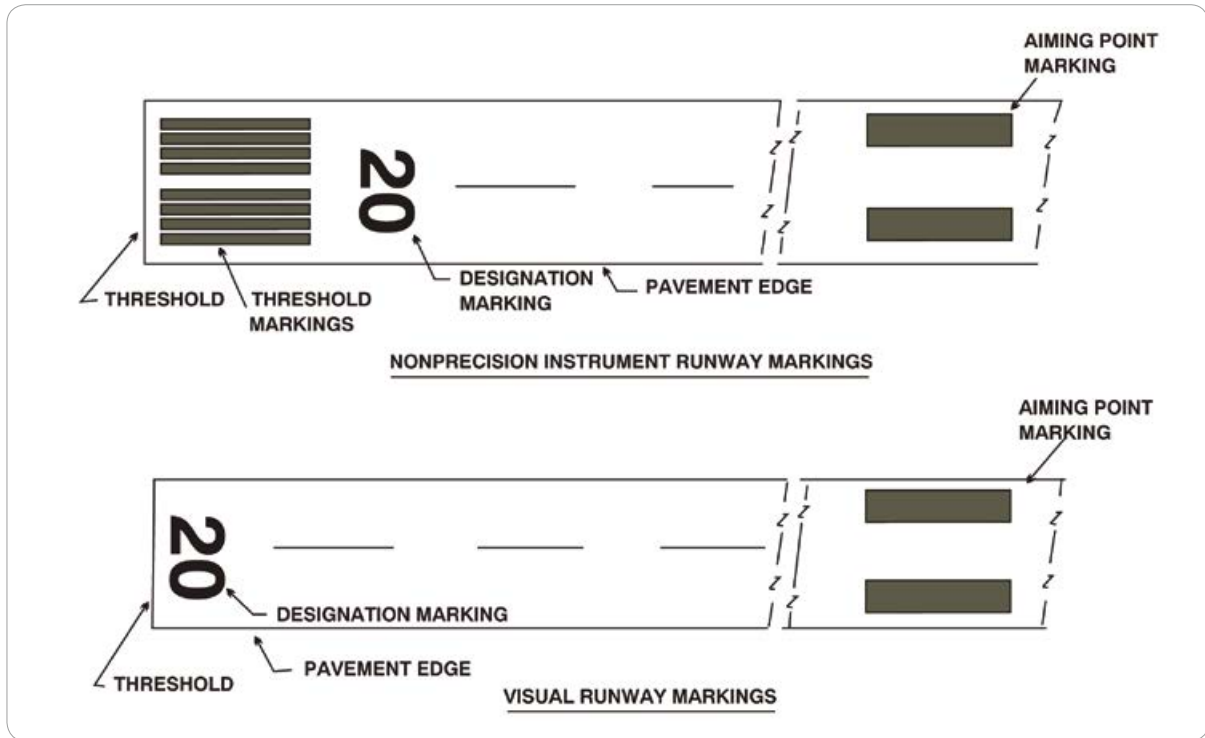 AIMING POINT
MARKING
20
DESIGNATION
MARKING
PAVEMENT EDGE
THRESHOLD
THRESHOLD
MARKINGS
NONPRECISION INSTRUMENT RUNWAY MARKINGS
AIMING POINT
MARKING
20
DESIGNATION MARKING
PAVEMENT EDGE
THRESHOLD
VISUAL RUNWAY MARKINGS